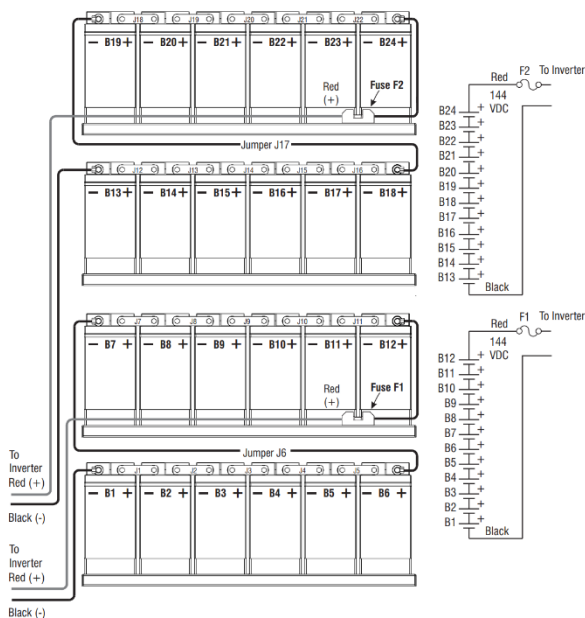 J18 J19 J20 J21 J22
− B19 + − B20 + − B21 + − B22 + − B23 + − B24 +
Red
(+)
Fuse F2
Jumper J17
J12 J13 J14 J15 J16
− B13 + − B14 + − B15 + − B16 + − B17 + − B18 +
J7 J8 J9 J10 J11
− B7 + − B8 + − B9 + − B10 + − B11 + − B12 +
Red
(+)
Fuse F1
Jumper J6
J1 J2 J3 J4 J5
− B1 + − B2 + − B3 + − B4 + − B5 + − B6 +
To
Inverter
Red (+)
Black (-)
To
Inverter
Red (+)
Black (-)
F2 To Inverter
Red
144
VDC
B24 +
B23 +
B22 +
B21 +
B20 +
B19 +
B18 +
B17 +
B16 +
B15 +
B14 +
B13 +
Black
F1 To Inverter
Red
144
VDC
B12 +
B11 +
B10 +
B9 +
B8 +
B7 +
B6 +
B5 +
B4 +
B3 +
B2 +
B1 +
Black